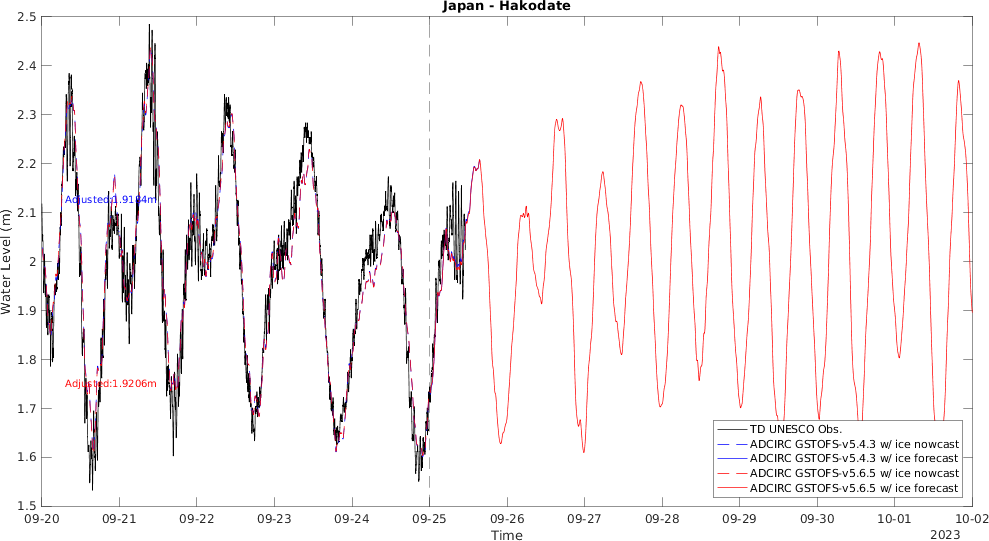 Japan - Hakodate
2.5
2.4
2.3
2.2
2.1
2
1.9
1.8
1.7
1.6
1.5
Water Level (m)
Adjusted:1.9184m
Adjusted:1.9206m
TD UNESCO Obs.
ADCIRC GSTOFS-v5.4.3 w/ ice nowcast
ADCIRC GSTOFS-v5.4.3 w/ ice forecast
ADCIRC GSTOFS-v5.6.5 w/ ice nowcast
ADCIRC GSTOFS-v5.6.5 w/ ice forecast
09-20 09-21 09-22 09-23 09-24 09-25 09-26 09-27 09-28 09-29 09-30 10-01 10-02
Time
2023